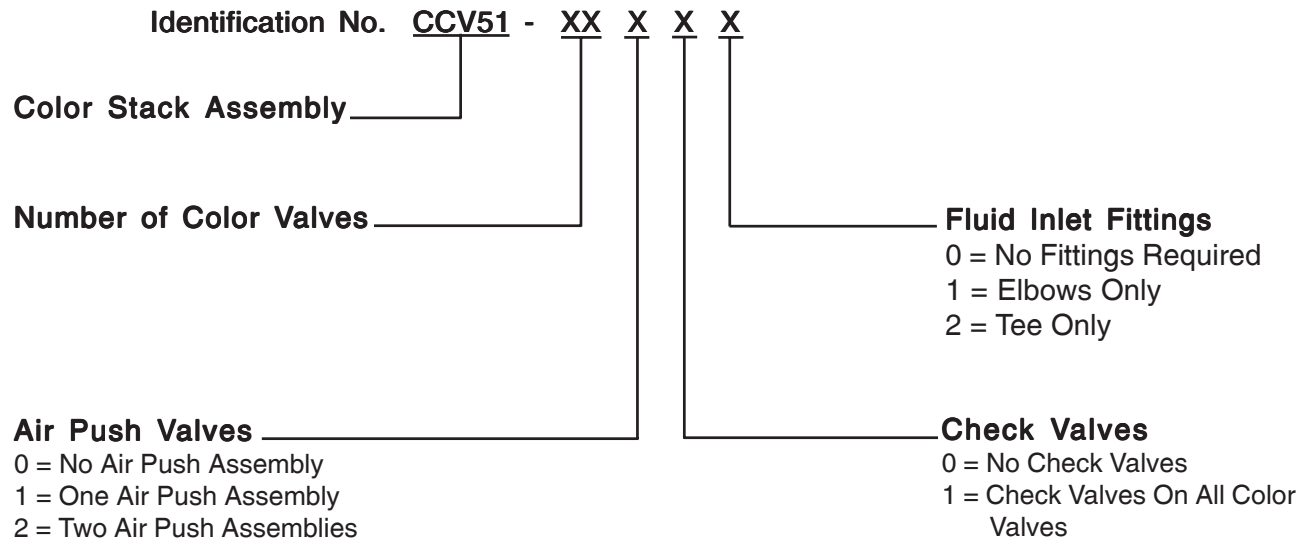 Identification No. CCV51 - XX X X X
Color Stack Assembly
Number of Color Valves
Fluid Inlet Fittings
0 = No Fittings Required
1 = Elbows Only
2 = Tee Only
Air Push Valves
0 = No Air Push Assembly
1 = One Air Push Assembly
2 = Two Air Push Assemblies
Check Valves
0 = No Check Valves
1 = Check Valves On All Color
Valves